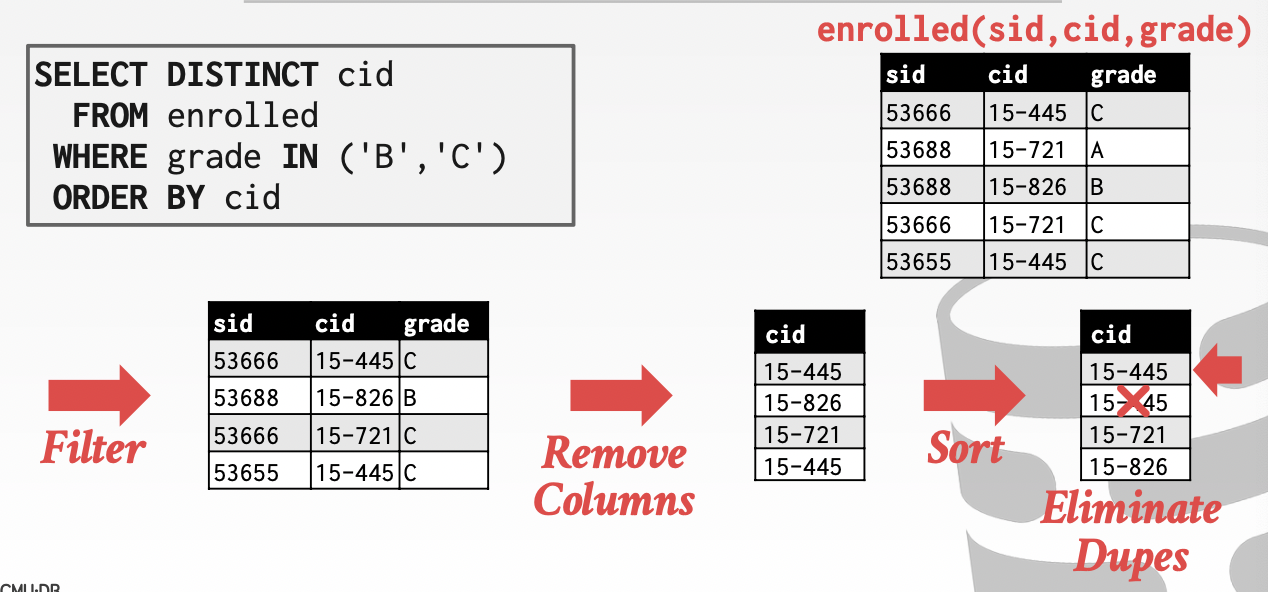 enrolled(sid,cid,grade)
SELECT DISTINCT cid
FROM enrolled
WHERE grade IN ('B','C')
ORDER BY cid
sid cid grade
53666 15-445 C
53688 15-721 A
53688 15-826 B
53666 15-721 C
53655 15-445 C
Filter
sid cid grade
53666 15-445 C
53688 15-826 B
53666 15-721 C
53655 15-445 C
Remove
Columns
cid
15-445
15-826
15-721
15-445
Sort
cid
15-445
15-445
15-721
15-826
Eliminate
Dupes
CMU·DB